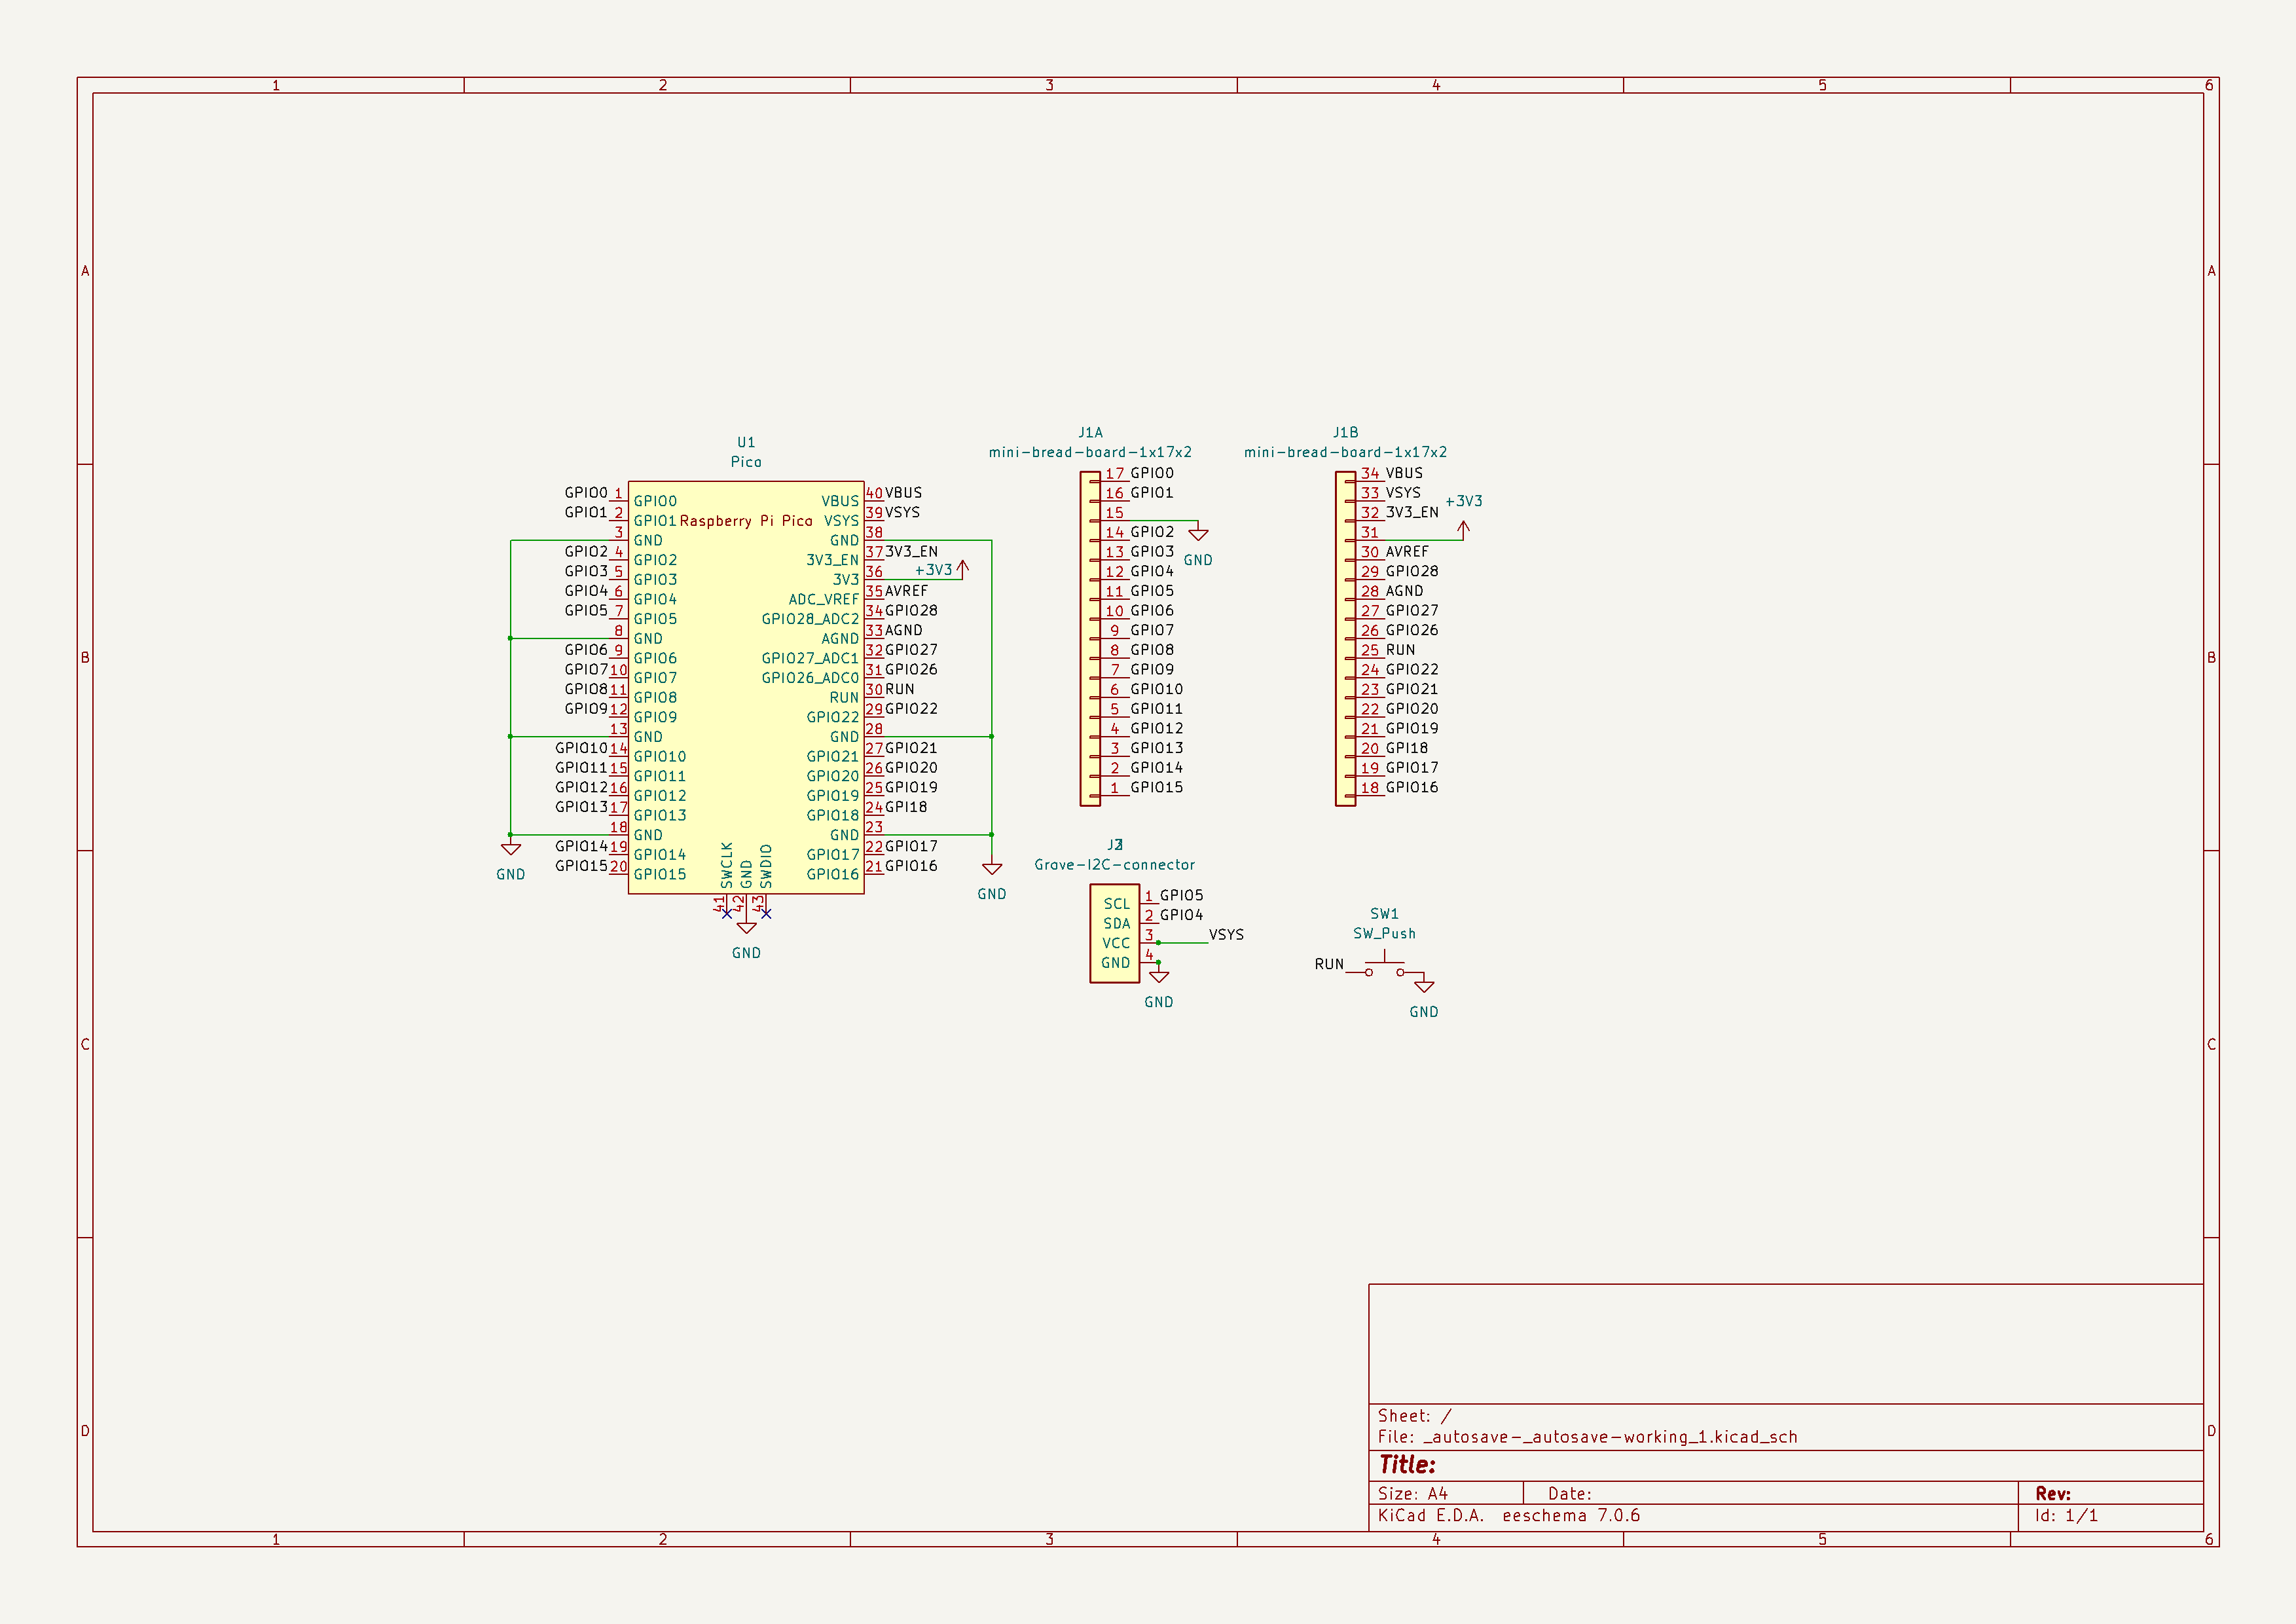 1 2 3 4 5 6
A A
B B
C C
D D
U1
Pico
Raspberry Pi Pico
GPIO0 1 GPIO0
GPIO1 2 GPIO1
3 GND
GPIO2 4 GPIO2
GPIO3 5 GPIO3
GPIO4 6 GPIO4
GPIO5 7 GPIO5
8 GND
GPIO6 9 GPIO6
GPIO7 10 GPIO7
GPIO8 11 GPIO8
GPIO9 12 GPIO9
13 GND
GPIO10 14 GPIO10
GPIO11 15 GPIO11
GPIO12 16 GPIO12
GPIO13 17 GPIO13
18 GND
GPIO14 19 GPIO14
GPIO15 20 GPIO15
GND
VBUS 40 VBUS
VSYS 39 VSYS
GND 38
3V3_EN 37 3V3_EN
3V3 36 +3V3
ADC_VREF 35 AVREF
GPIO28_ADC2 34 GPIO28
AGND 33 AGND
GPIO27_ADC1 32 GPIO27
GPIO26_ADC0 31 GPIO26
RUN 30 RUN
GPIO22 29 GPIO22
GND 28
GPIO21 27 GPIO21
GPIO20 26 GPIO20
GPIO19 25 GPIO19
GPIO18 24 GPI18
GND 23
GPIO17 22 GPIO17
GPIO16 21 GPIO16
GND
SWCLK 41
GND 42
SWDIO 43
GND
J1A
mini-bread-board-1x17x2
17 GPIO0
16 GPIO1
15
GND
14 GPIO2
13 GPIO3
12 GPIO4
11 GPIO5
10 GPIO6
9 GPIO7
8 GPIO8
7 GPIO9
6 GPIO10
5 GPIO11
4 GPIO12
3 GPIO13
2 GPIO14
1 GPIO15
J1B
mini-bread-board-1x17x2
34 VBUS
33 VSYS
32 3V3_EN
31 +3V3
30 AVREF
29 GPIO28
28 AGND
27 GPIO27
26 GPIO26
25 RUN
24 GPIO22
23 GPIO21
22 GPIO20
21 GPIO19
20 GPI18
19 GPIO17
18 GPIO16
Grove-I2C-connector
SCL 1 GPIO5
SDA 2 GPIO4
VCC 3 VSYS
GND 4
GND
SW1
SW_Push
RUN
GND
Sheet: /
File: _autosave-_autosave-working_1.kicad_sch
Title:
Size: A4 Date: Rev:
KiCad E.D.A. eeschema 7.0.6 Id: 1/1
1 2 3 4 5 6